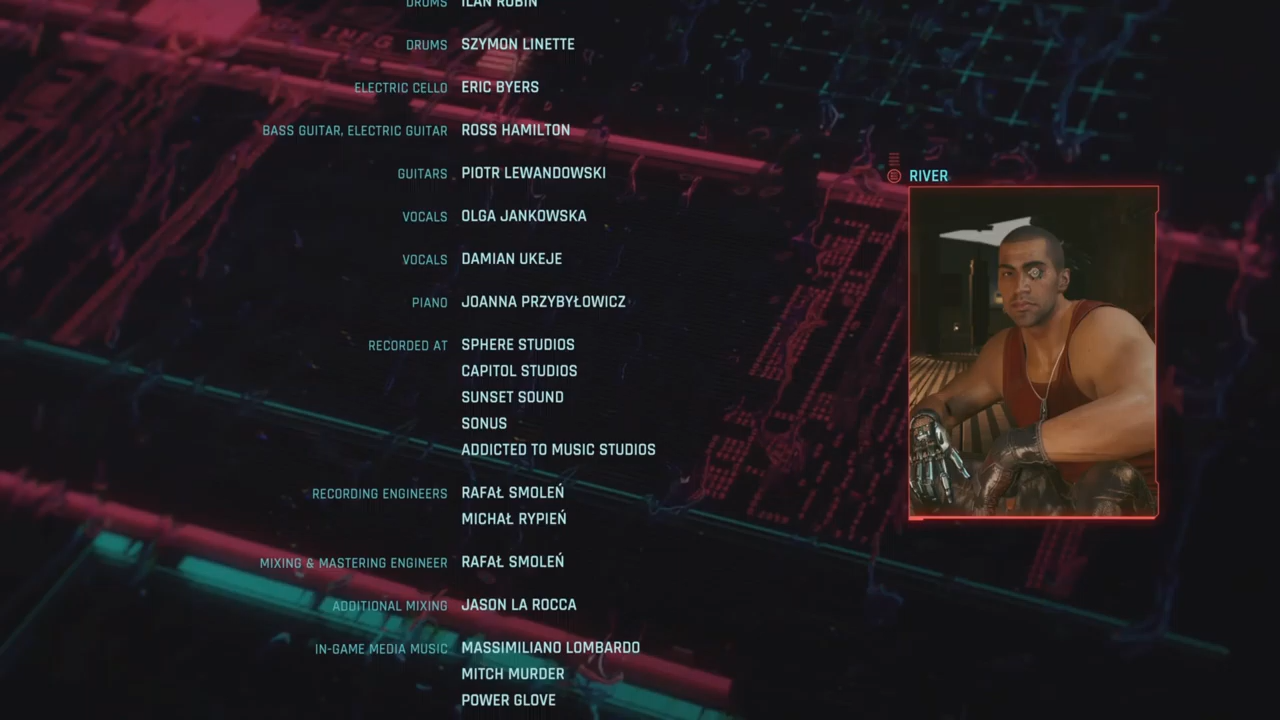 DRUMS ILAN RUBIN
DRUMS SZYMON LINETTE
ELECTRIC CELLO ERIC BYERS
BASS GUITAR, ELECTRIC GUITAR ROSS HAMILTON
GUITARS PIOTR LEWANDOWSKI
VOCALS OLGA JANKOWSKA
VOCALS DAMIAN UKEJE
PIANO JOANNA PRZYBYŁOWICZ
RECORDED AT SPHERE STUDIOS
CAPITOL STUDIOS
SUNSET SOUND
SONUS
ADDICTED TO MUSIC STUDIOS
RECORDING ENGINEERS RAFAŁ SMOLEŃ
MICHAŁ RYPIEŃ
MIXING & MASTERING ENGINEER RAFAŁ SMOLEŃ
ADDITIONAL MIXING JASON LA ROCCA
IN-GAME MEDIA MUSIC MASSIMILIANO LOMBARDO
MITCH MURDER
POWER GLOVE
RIVER